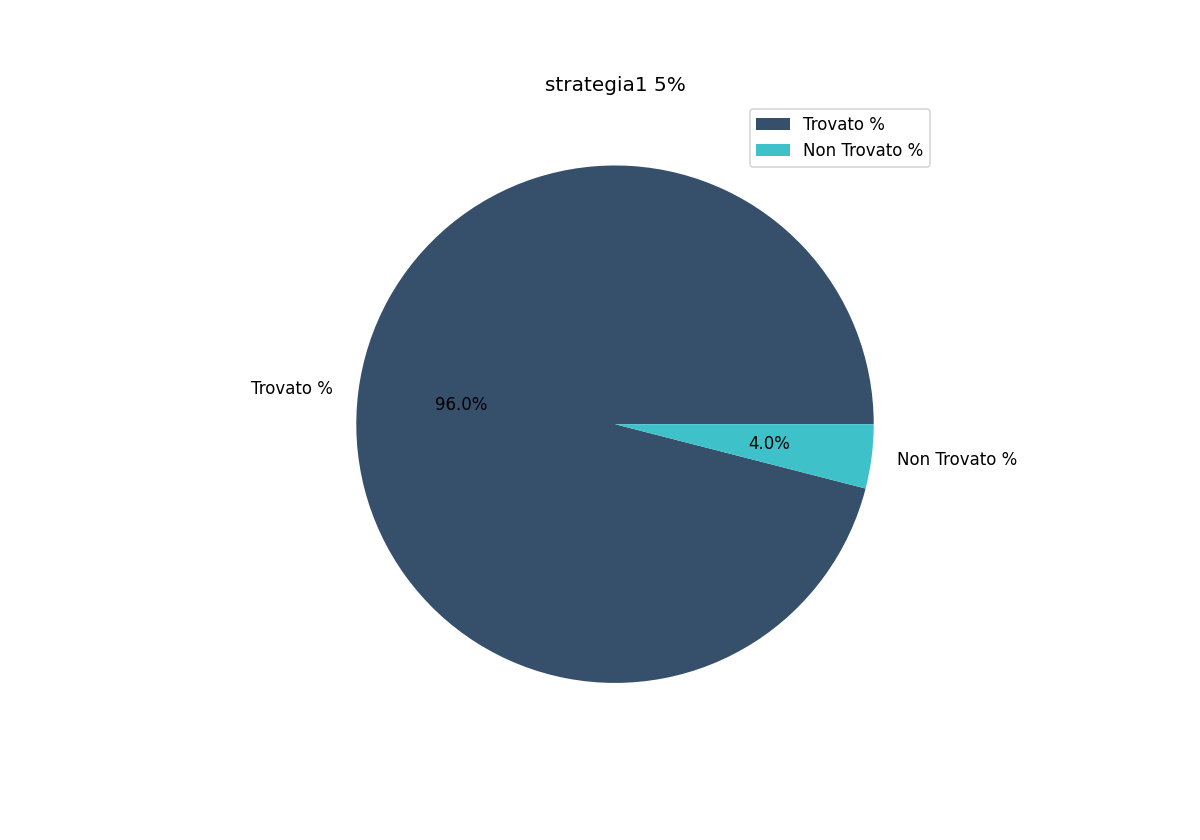 strategia1 5%
Trovato %
Non Trovato %
Trovato %
96.0%
4.0%
Non Trovato %